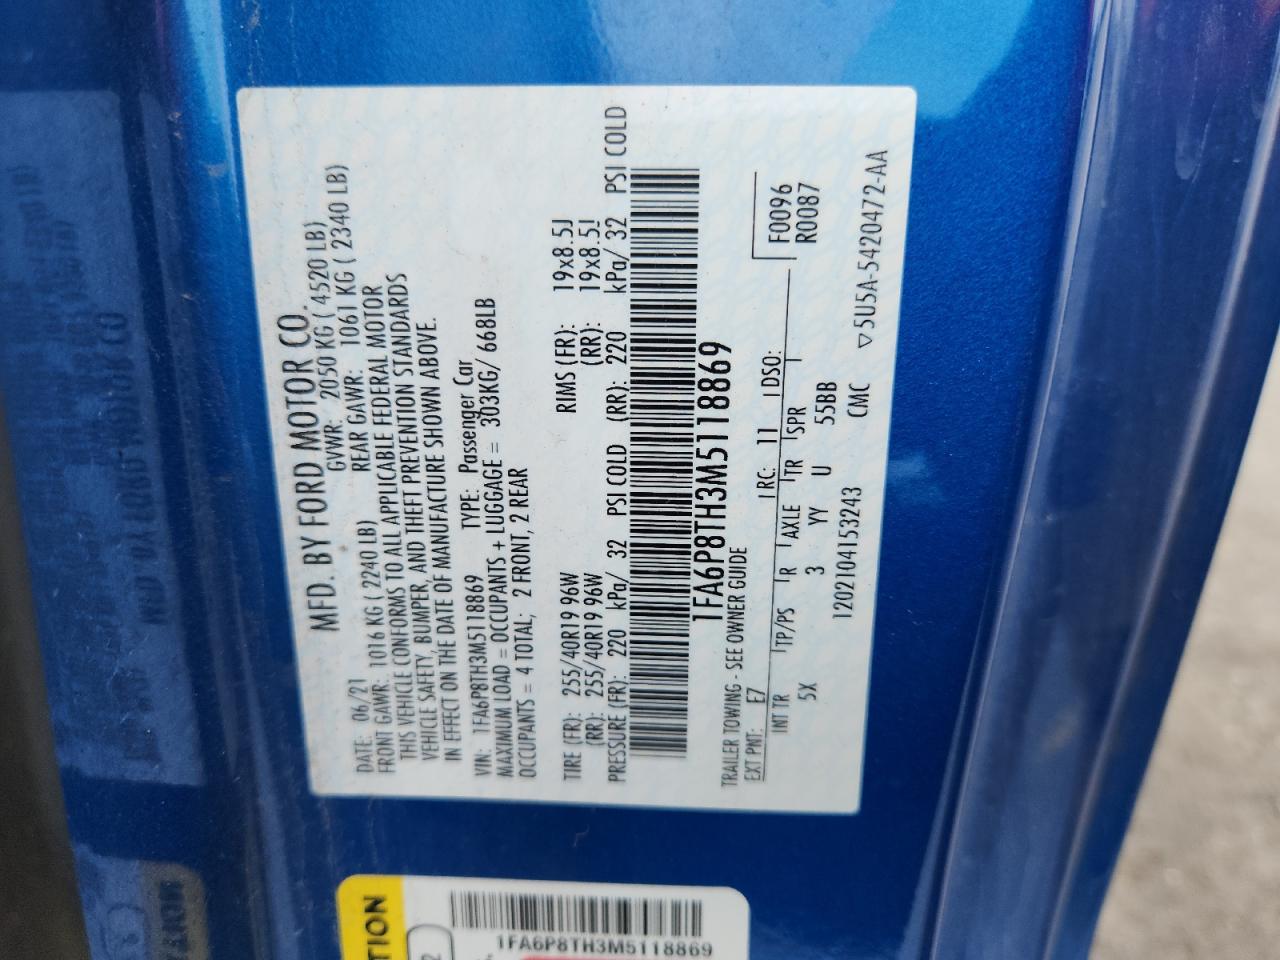 MFD. BY FORD MOTOR CO.
DATE: 06/21 GVWR: 2050 KG ( 4520 LB)
FRONT GAWR: 1016 KG ( 2240 LB) REAR GAWR: 1061 KG ( 2340 LB)
THIS VEHICLE CONFORMS TO ALL APPLICABLE FEDERAL MOTOR
VEHICLE SAFETY, BUMPER, AND THEFT PREVENTION STANDARDS
IN EFFECT ON THE DATE OF MANUFACTURE SHOWN ABOVE.
VIN: 1FA6P8TH3M5118869 TYPE: Passenger Car
MAXIMUM LOAD = OCCUPANTS + LUGGAGE = 303KG/ 668LB
OCCUPANTS = 4 TOTAL; 2 FRONT, 2 REAR
TIRE (FR): 255/40R19 96W RIMS (FR): 19x8.5J
(RR): 255/40R19 96W (RR): 19x8.5J
PRESSURE (FR): 220 kPa/ 32 PSI COLD (RR): 220 kPa/ 32 PSI COLD
1FA6P8TH3M5118869
TRAILER TOWING - SEE OWNER GUIDE
EXT PNT: E7 RC: 11 DSO: F0096
INT TR TP/PS R AXLE TR SPR R0087
5X 3 YY U 55BB
1202104153243 CMC ▽5U5A-5420472-AA
TION
1FA6P8TH3M5118869